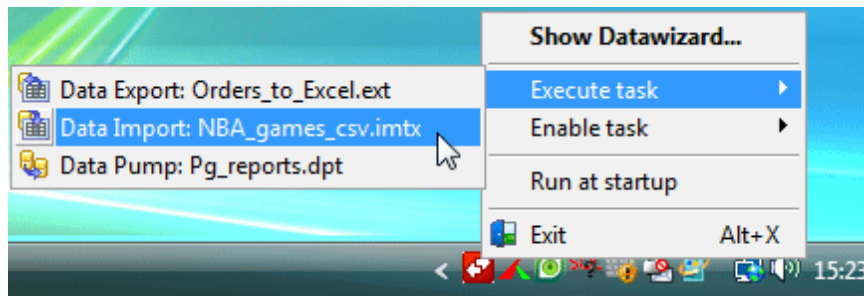 Show Datawizard...
Execute task
Data Export: Orders_to_Excel.ext
Data Import: NBA_games_csv.imtx
Data Pump: Pg_reports.dpt
Enable task
Run at startup
Exit Alt+X
< 15:23